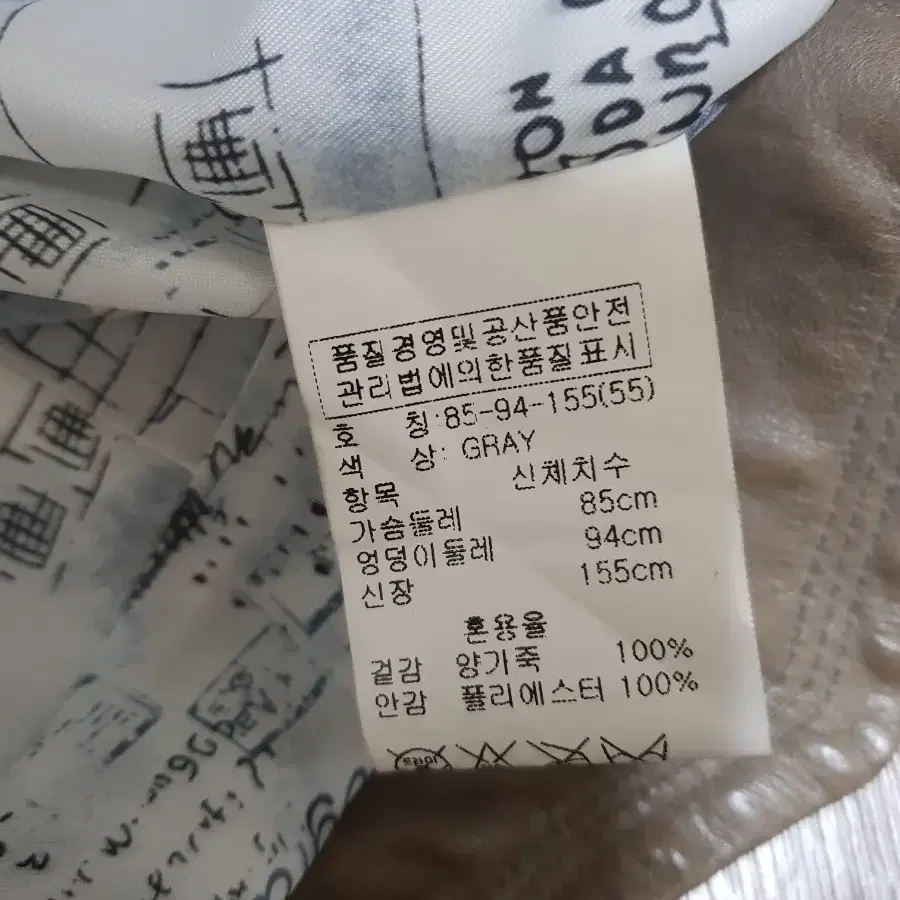 품질경영및공산품안전
관리법에의한품질표시
호 칭:85-94-155(55)
색 상: GRAY
항목 신체치수
가슴둘레 85cm
엉덩이둘레 94cm
신장 155cm
혼용율
겉감 양가죽 100%
안감 폴리에스터 100%